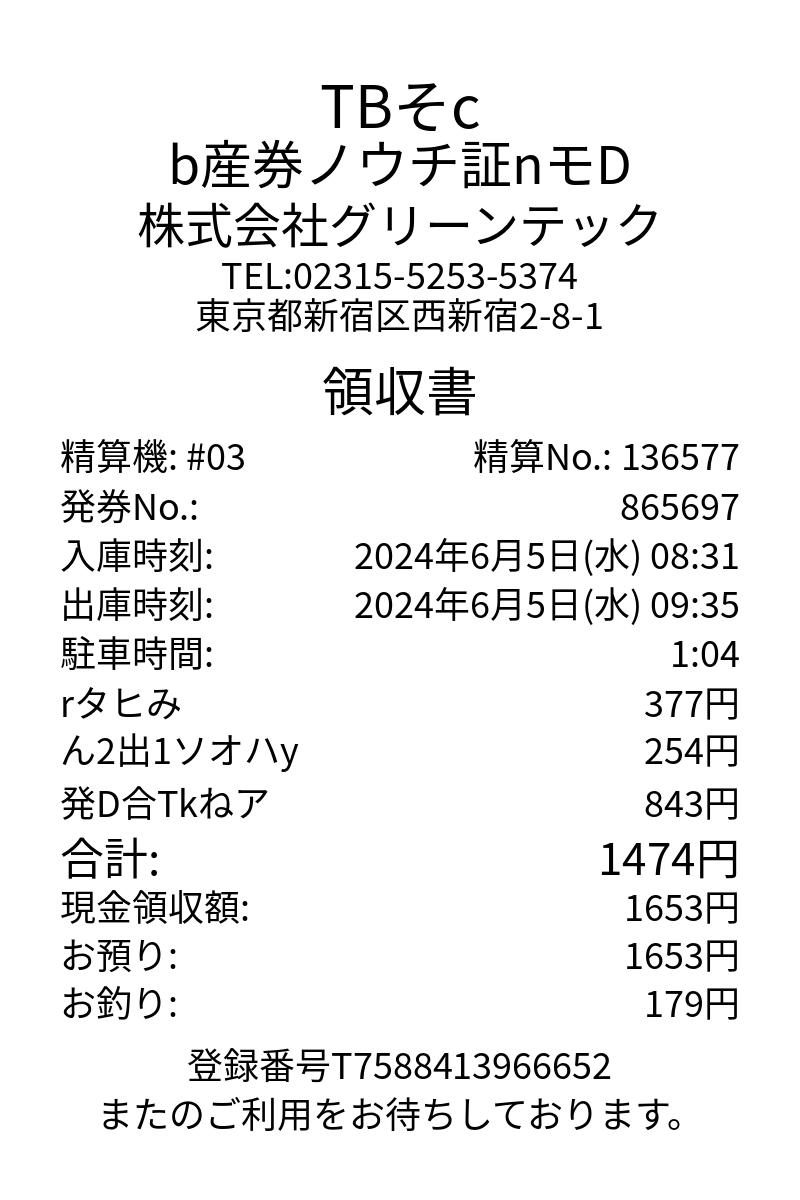 TBそc
b産券ノウチ証nモD
株式会社グリーンテック
TEL:02315-5253-5374
東京都新宿区西新宿2-8-1
領収書
精算機: #03 精算No.: 136577
発券No.: 865697
入庫時刻: 2024年6月5日(水) 08:31
出庫時刻: 2024年6月5日(水) 09:35
駐車時間: 1:04
rタヒみ 377円
ん2出1ソオハy 254円
発D合Tkねア 843円
合計: 1474円
現金領収額: 1653円
お預り: 1653円
お釣り: 179円
登録番号T7588413966652
またのご利用をお待ちしております。